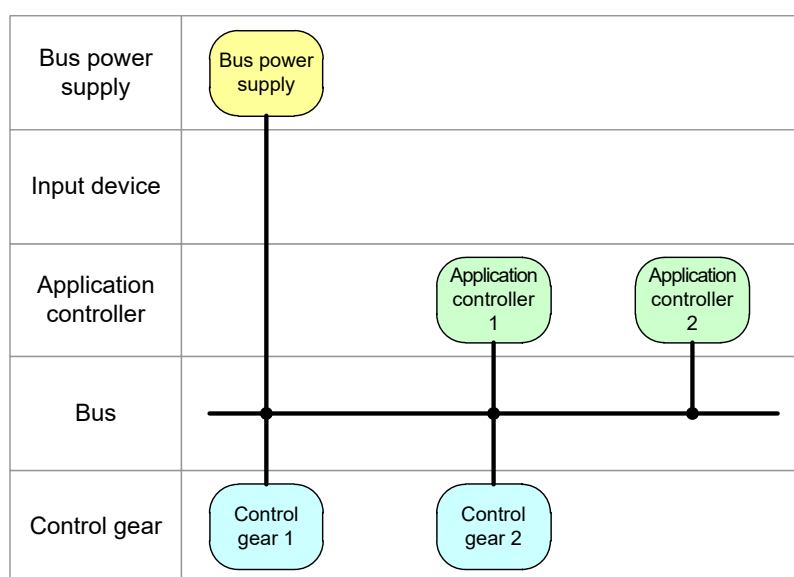 Bus power
supply
Bus power
supply
Input device
Application
controller
Application
controller
1
Application
controller
2
Bus
Control gear
Control
gear 1
Control
gear 2